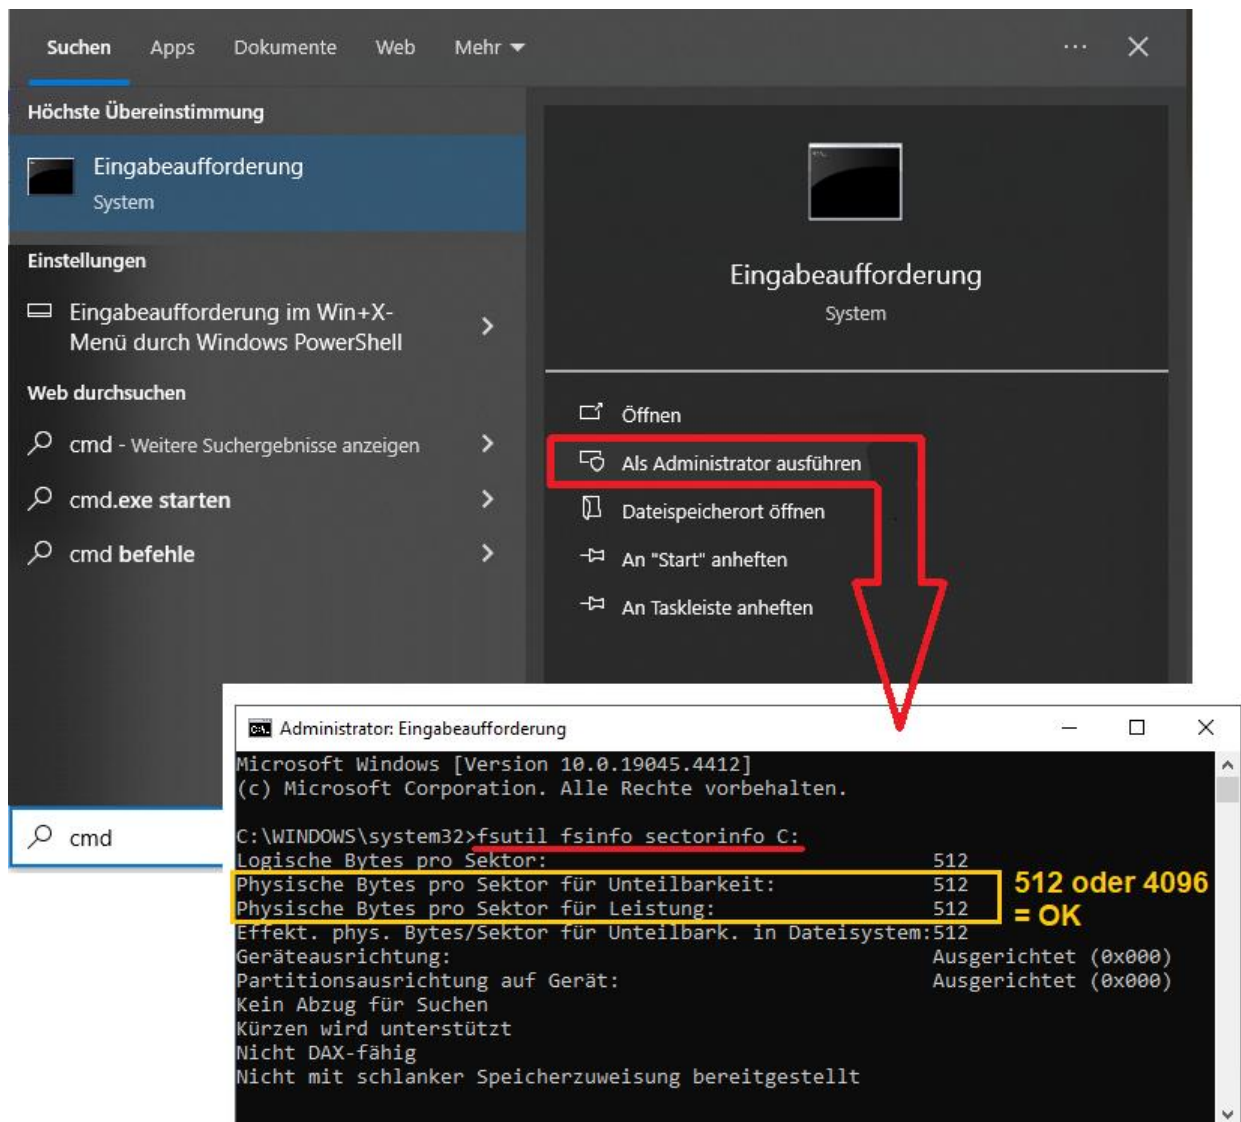 Suchen Apps Dokumente Web Mehr
Höchste Übereinstimmung
Eingabeaufforderung
System
Einstellungen
Eingabeaufforderung im Win+X-
Menü durch Windows PowerShell
Web durchsuchen
cmd - Weitere Suchergebnisse anzeigen
cmd.exe starten
cmd befehle
Eingabeaufforderung
System
Öffnen
Als Administrator ausführen
Dateispeicherort öffnen
An "Start" anheften
An Taskleiste anheften
cmd
Administrator: Eingabeaufforderung
Microsoft Windows [Version 10.0.19045.4412]
(c) Microsoft Corporation. Alle Rechte vorbehalten.
C:\WINDOWS\system32>fsutil fsinfo sectorinfo C:
Logische Bytes pro Sektor: 512
Physische Bytes pro Sektor für Unteilbarkeit: 512
Physische Bytes pro Sektor für Leistung: 512
512 oder 4096
= OK
Effekt. phys. Bytes/Sektor für Unteilbark. in Dateisystem:512
Geräteausrichtung: Ausgerichtet (0x000)
Partitionsausrichtung auf Gerät: Ausgerichtet (0x000)
Kein Abzug für Suchen
Kürzen wird unterstützt
Nicht DAX-fähig
Nicht mit schlanker Speicherzuweisung bereitgestellt